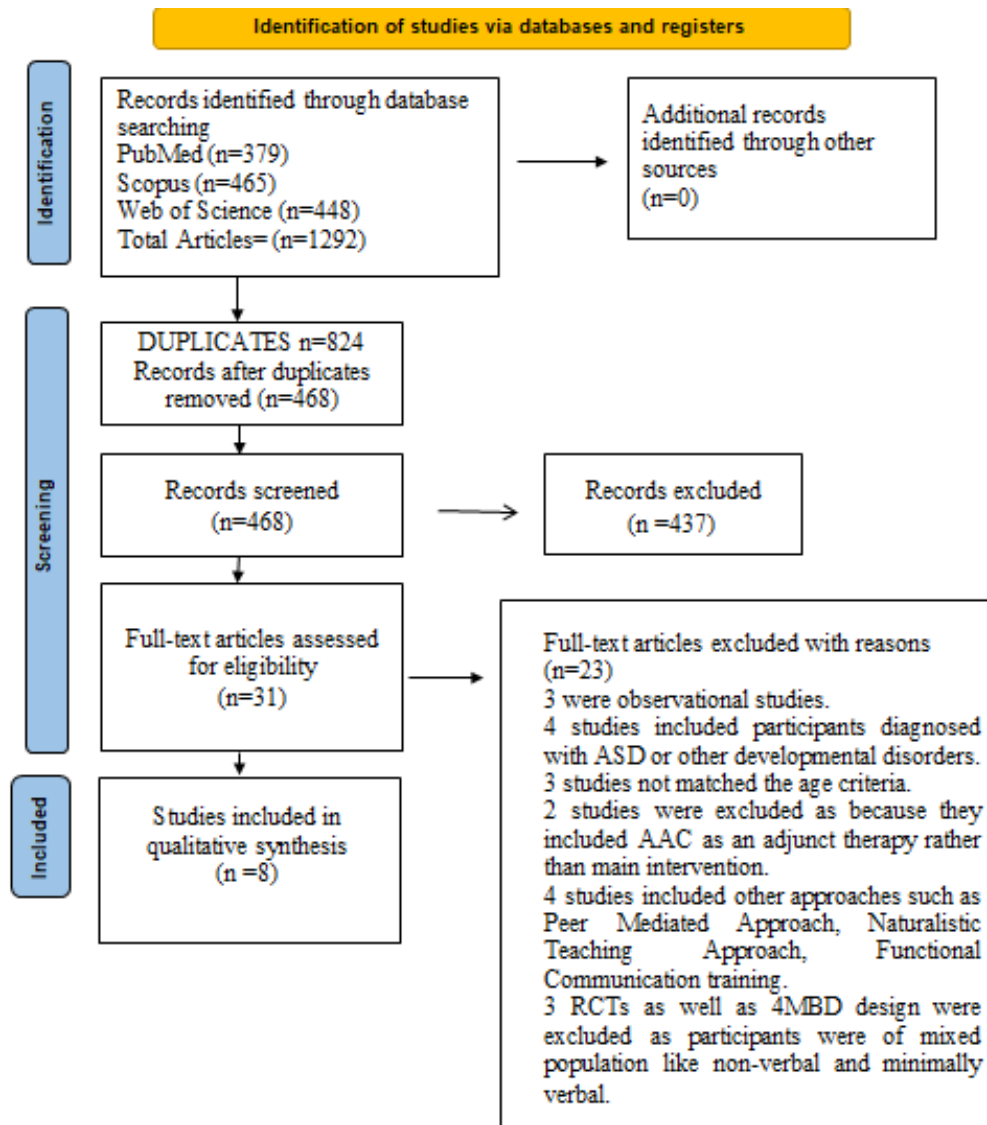 Identification of studies via databases and registers
Identification
Records identified through database
searching
PubMed (n=379)
Scopus (n=465)
Web of Science (n=448)
Total Articles= (n=1292)
Additional records
identified through other
sources
(n=0)
Screening
DUPLICATES n=824
Records after duplicates
removed (n=468)
Records screened
(n=468)
Records excluded
(n =437)
Full-text articles assessed
for eligibility
(n=31)
Full-text articles excluded with reasons
(n=23)
3 were observational studies.
4 studies included participants diagnosed
with ASD or other developmental disorders.
3 studies not matched the age criteria.
2 studies were excluded as because they
included AAC as an adjunct therapy rather
than main intervention.
4 studies included other approaches such as
Peer Mediated Approach, Naturalistic
Teaching Approach, Functional
Communication training.
3 RCTs as well as 4MBD design were
excluded as participants were of mixed
population like non-verbal and minimally
verbal.
Included
Studies included in
qualitative synthesis
(n =8)